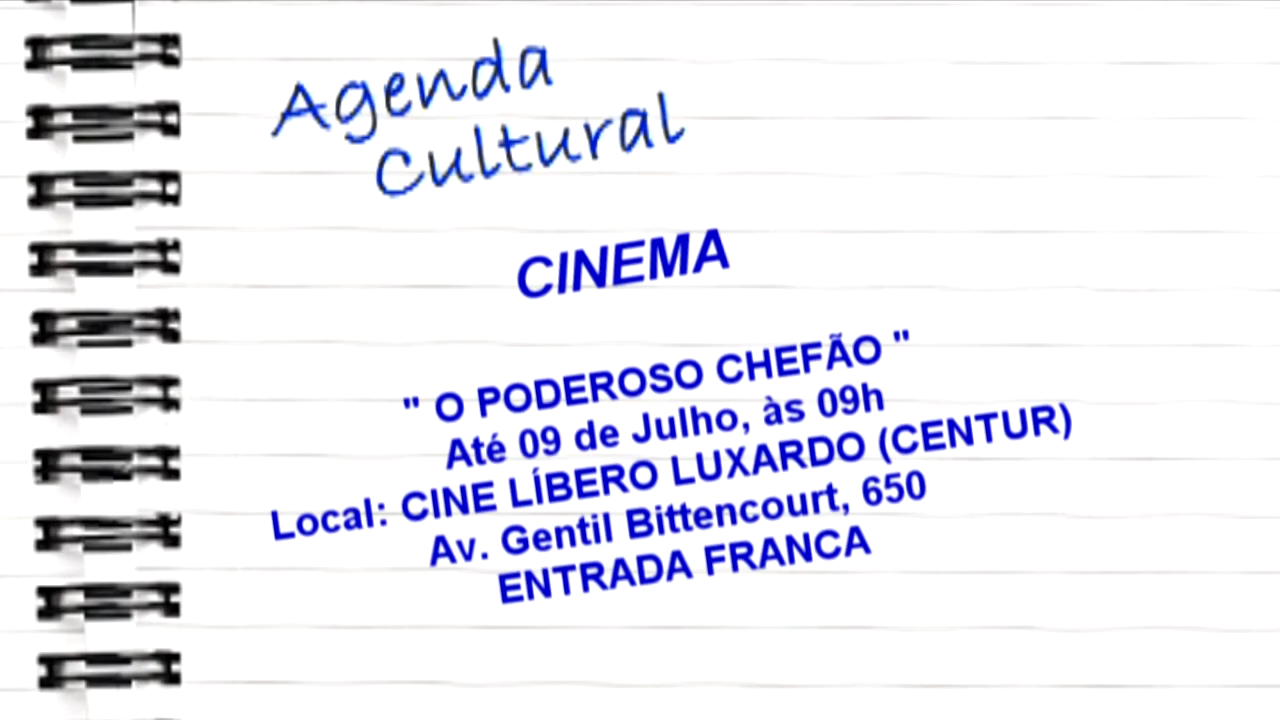 Agenda
Cultural
CINEMA
" O PODEROSO CHEFÃO "
Até 09 de Julho, às 09h
Local: CINE LÍBERO LUXARDO (CENTUR)
Av. Gentil Bittencourt, 650
ENTRADA FRANCA